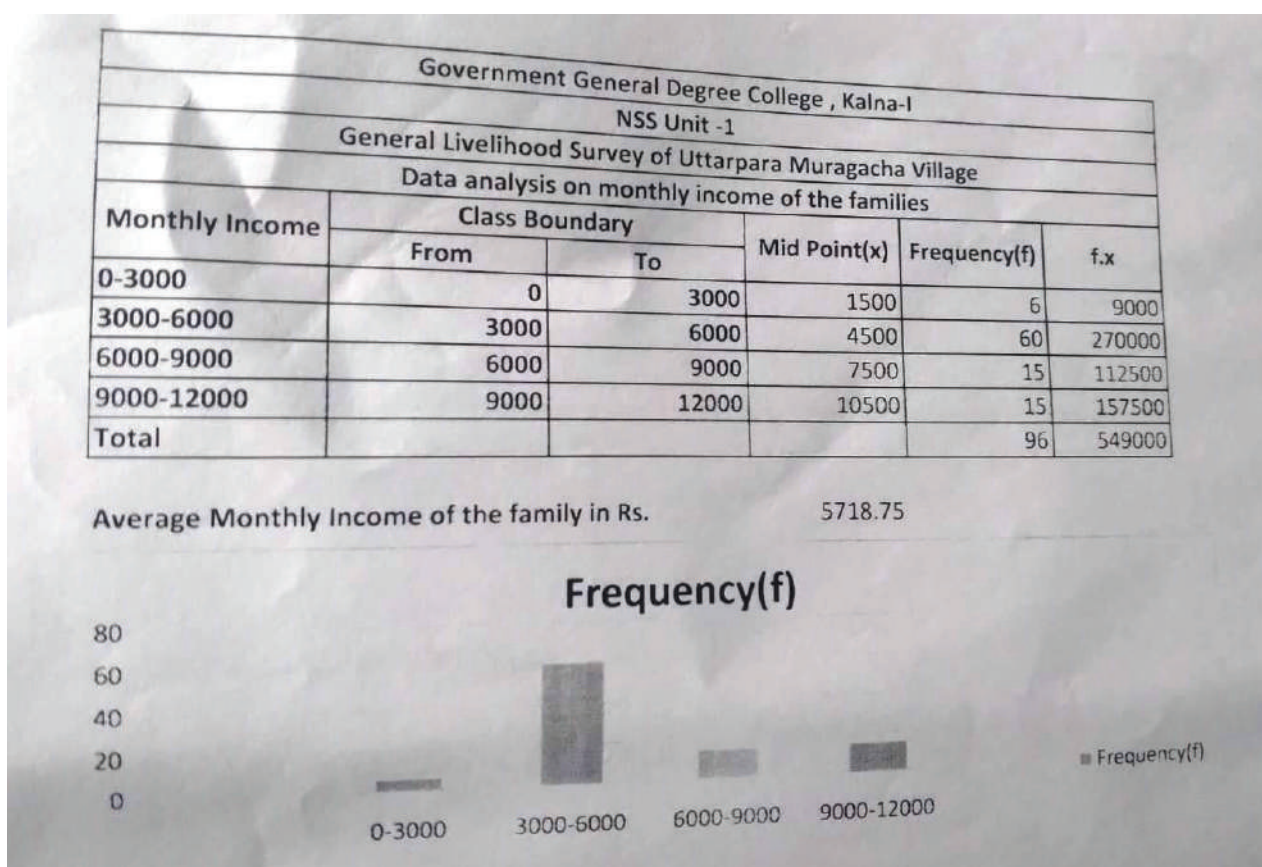 Government General Degree College , Kalna-I
NSS Unit -1
General Livelihood Survey of Uttarpara Muragacha Village
Data analysis on monthly income of the families
Monthly Income Class Boundary Mid Point(x) Frequency(f) f.x
From To
0-3000 0 3000 1500 6 9000
3000-6000 3000 6000 4500 60 270000
6000-9000 6000 9000 7500 15 112500
9000-12000 9000 12000 10500 15 157500
Total 96 549000
Average Monthly Income of the family in Rs. 5718.75
Frequency(f)
80
60
40
20
0
0-3000 3000-6000 6000-9000 9000-12000
Frequency(f)